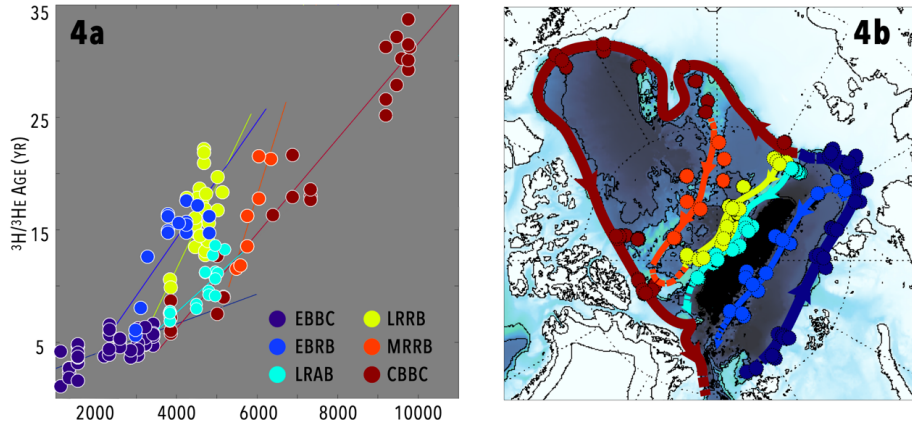 4a
4b
35
25
15
5
³H/³He AGE (YR)
EBBC
LRRB
EBRB
MRRB
LRAB
CBBC
2000
4000
6000
8000
10000